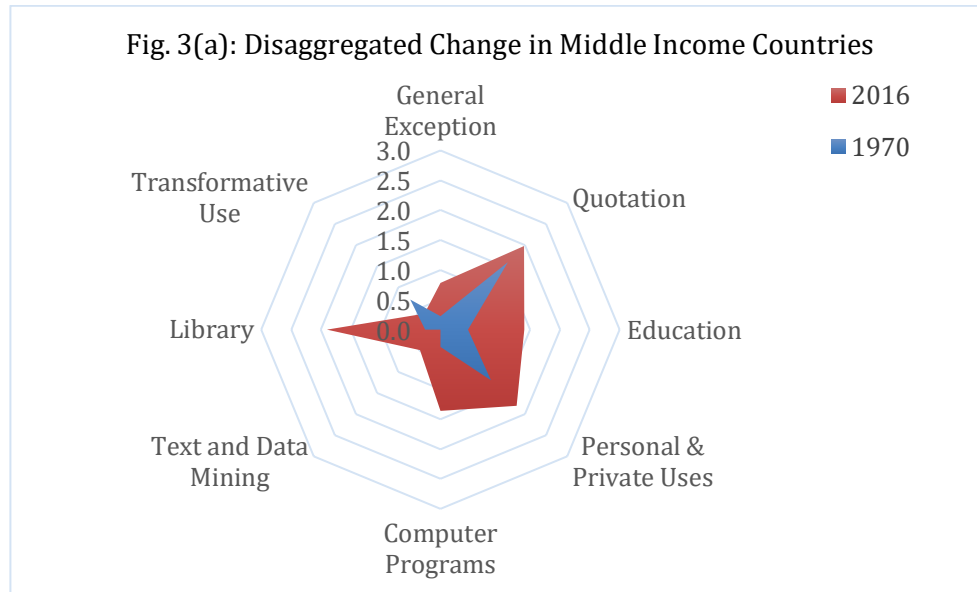 Fig. 3(a): Disaggregated Change in Middle Income Countries
2016
1970
General
Exception
3.0
2.5
2.0
1.5
1.0
0.5
0.0
Transformative
Use
Quotation
Library
Education
Text and Data
Mining
Personal &
Private Uses
Computer
Programs